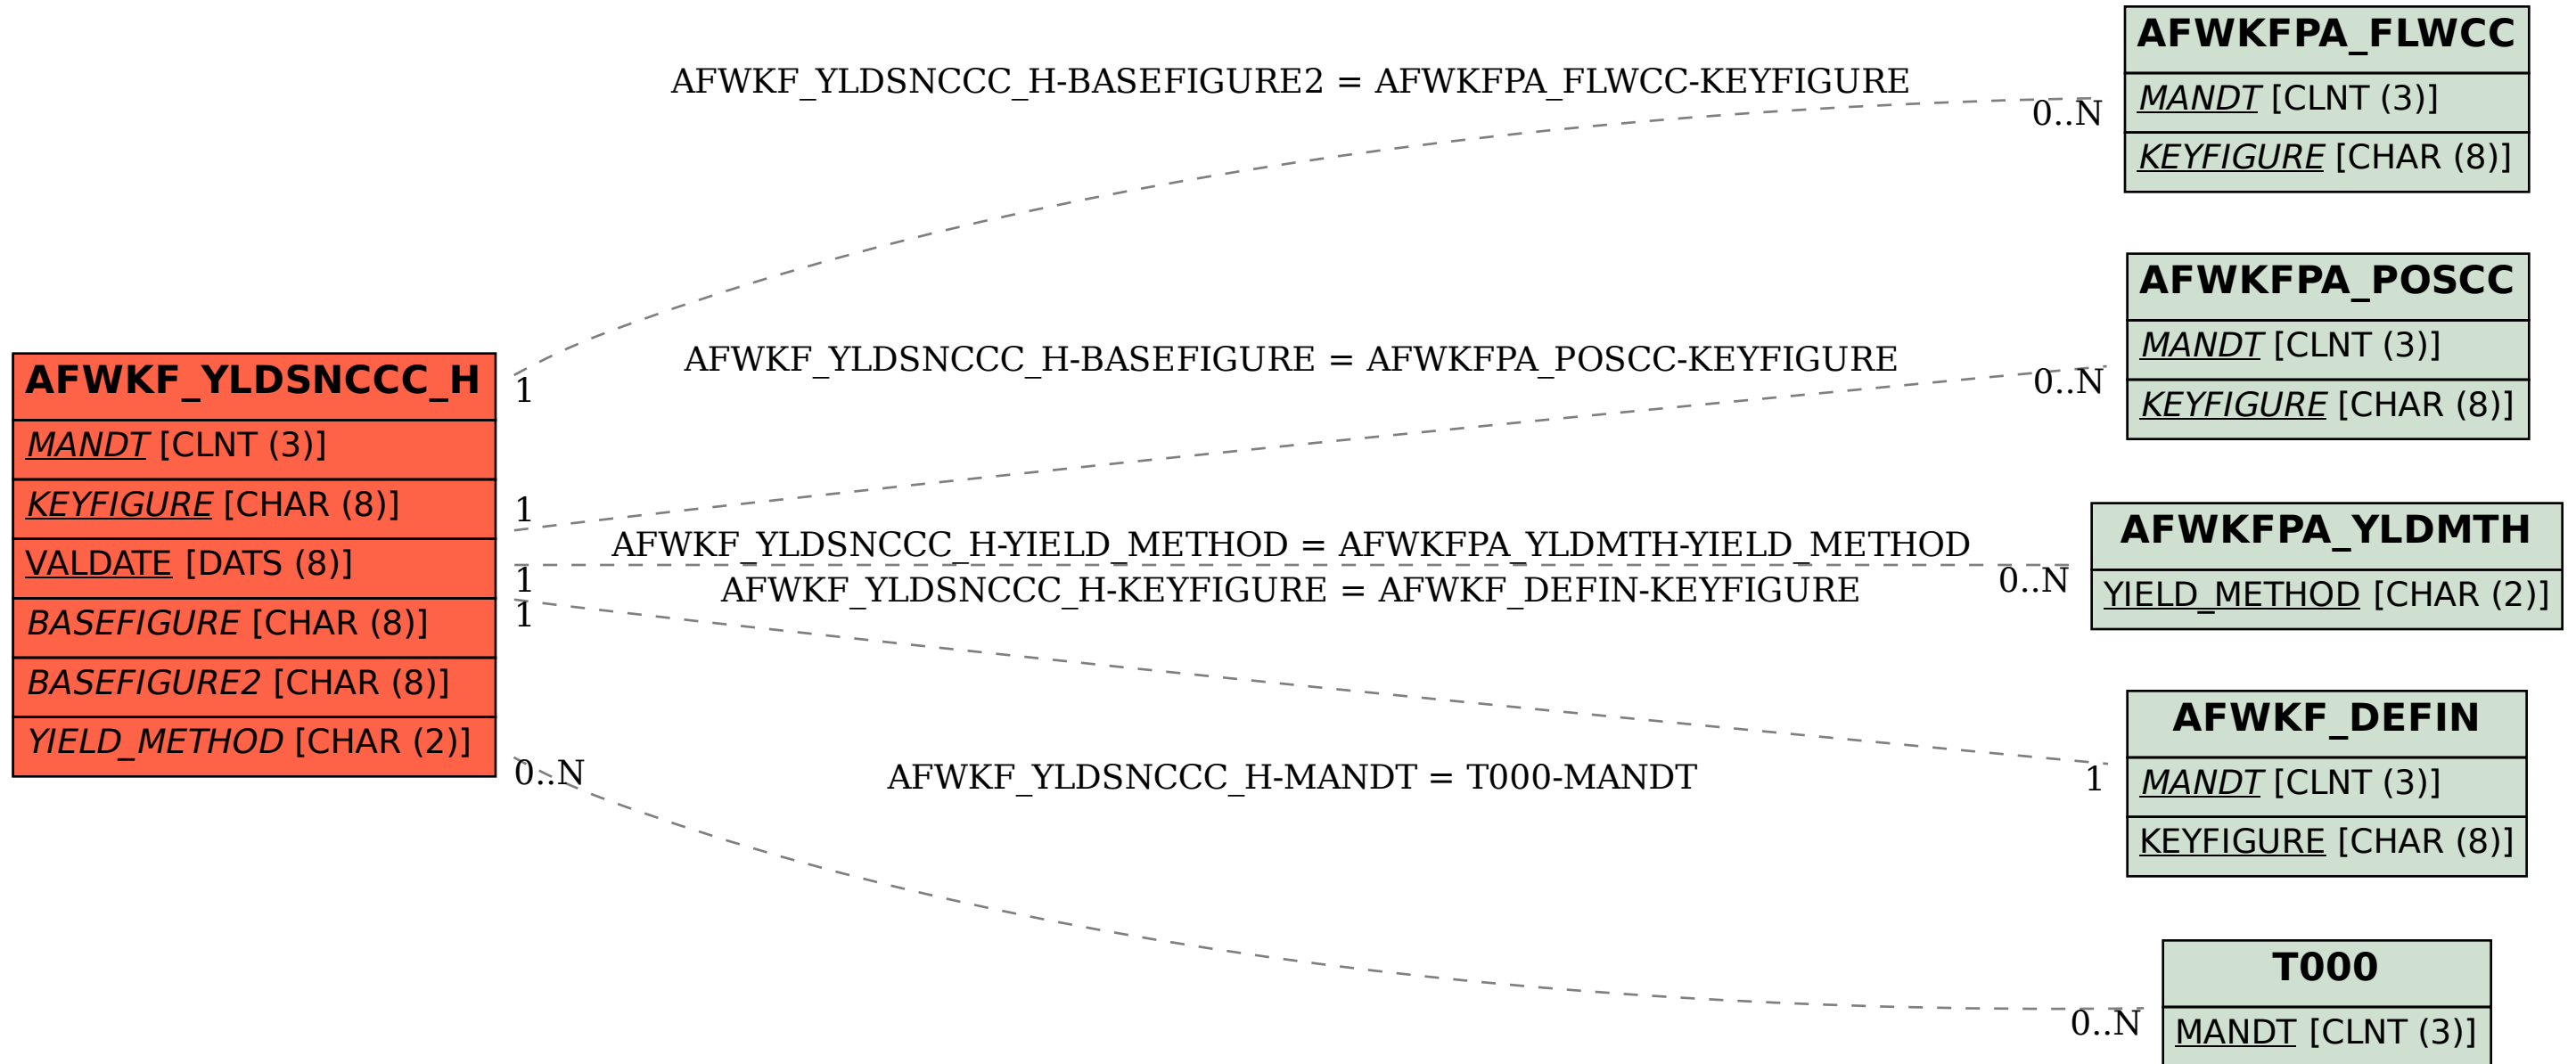 AFWKF_YLDSNCCC_H
MANDT [CLNT (3)]
KEYFIGURE [CHAR (8)]
VALDATE [DATS (8)]
BASEFIGURE [CHAR (8)]
BASEFIGURE2 [CHAR (8)]
YIELD_METHOD [CHAR (2)]
AFWKF_YLDSNCCC_H-BASEFIGURE2 = AFWKFPA_FLWCC-KEYFIGURE
1
0..N
AFWKF_YLDSNCCC_H-BASEFIGURE = AFWKFPA_POSCC-KEYFIGURE
1
0..N
AFWKF_YLDSNCCC_H-YIELD_METHOD = AFWKFPA_YLDMTH-YIELD_METHOD
1
0..N
AFWKF_YLDSNCCC_H-KEYFIGURE = AFWKF_DEFIN-KEYFIGURE
1
1
AFWKF_YLDSNCCC_H-MANDT = T000-MANDT
0..N
0..N
AFWKFPA_FLWCC
MANDT [CLNT (3)]
KEYFIGURE [CHAR (8)]
AFWKFPA_POSCC
MANDT [CLNT (3)]
KEYFIGURE [CHAR (8)]
AFWKFPA_YLDMTH
YIELD_METHOD [CHAR (2)]
AFWKF_DEFIN
MANDT [CLNT (3)]
KEYFIGURE [CHAR (8)]
T000
MANDT [CLNT (3)]